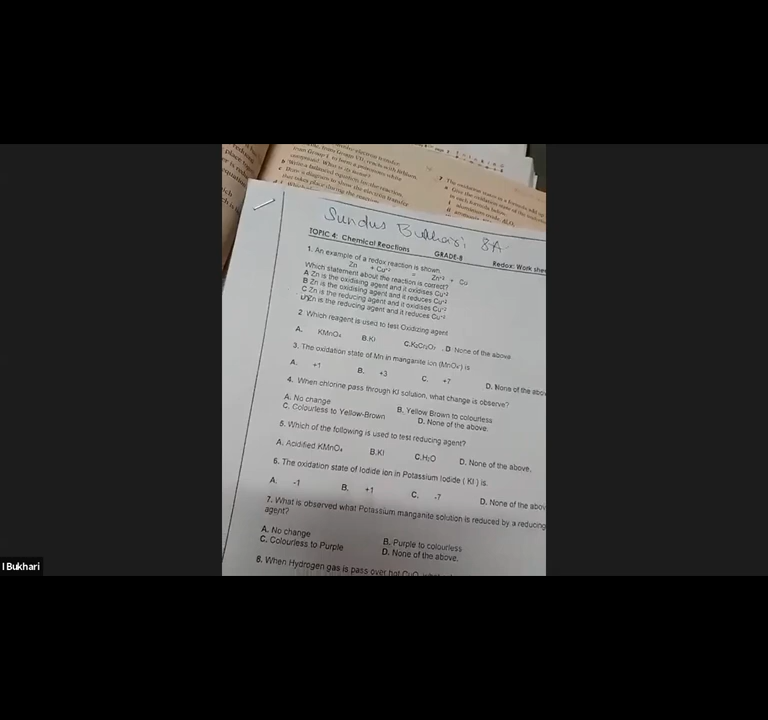 Sundus Bukhari 8A
TOPIC 4: Chemical Reactions GRADE-8 Redox: Work shee
1. An example of a redox reaction is shown.
Zn + Cu⁺² = Zn⁺² + Cu
Which statement about the reaction is correct?
A Zn is the oxidising agent and it oxidises Cu⁺²
B Zn is the oxidising agent and it reduces Cu⁺²
C Zn is the reducing agent and it oxidises Cu⁺²
D Zn is the reducing agent and it reduces Cu⁺²
2 Which reagent is used to test Oxidizing agent
A. KMnO₄ B.KI C.K₂Cr₂O₇ . D None of the above.
3. The oxidation state of Mn in manganite ion (MnO₄) is
A. +1 B. +3 C. +7 D. None of the abov
4. When chlorine pass through KI solution, what change is observe?
A. No change B. Yellow Brown to colourless
C. Colourless to Yellow-Brown D. None of the above.
5. Which of the following is used to test reducing agent?
A. Acidified KMnO₄ B.KI C.H₂O D. None of the above.
6. The oxidation state of Iodide ion in Potassium Iodide ( KI ) is.
A. -1 B. +1 C. -7 D. None of the abov
7. What is observed what Potassium manganite solution is reduced by a reducing
agent?
A. No change B. Purple to colourless
C. Colourless to Purple D. None of the above.
8. When Hydrogen gas is pass over hot CuO
I Bukhari